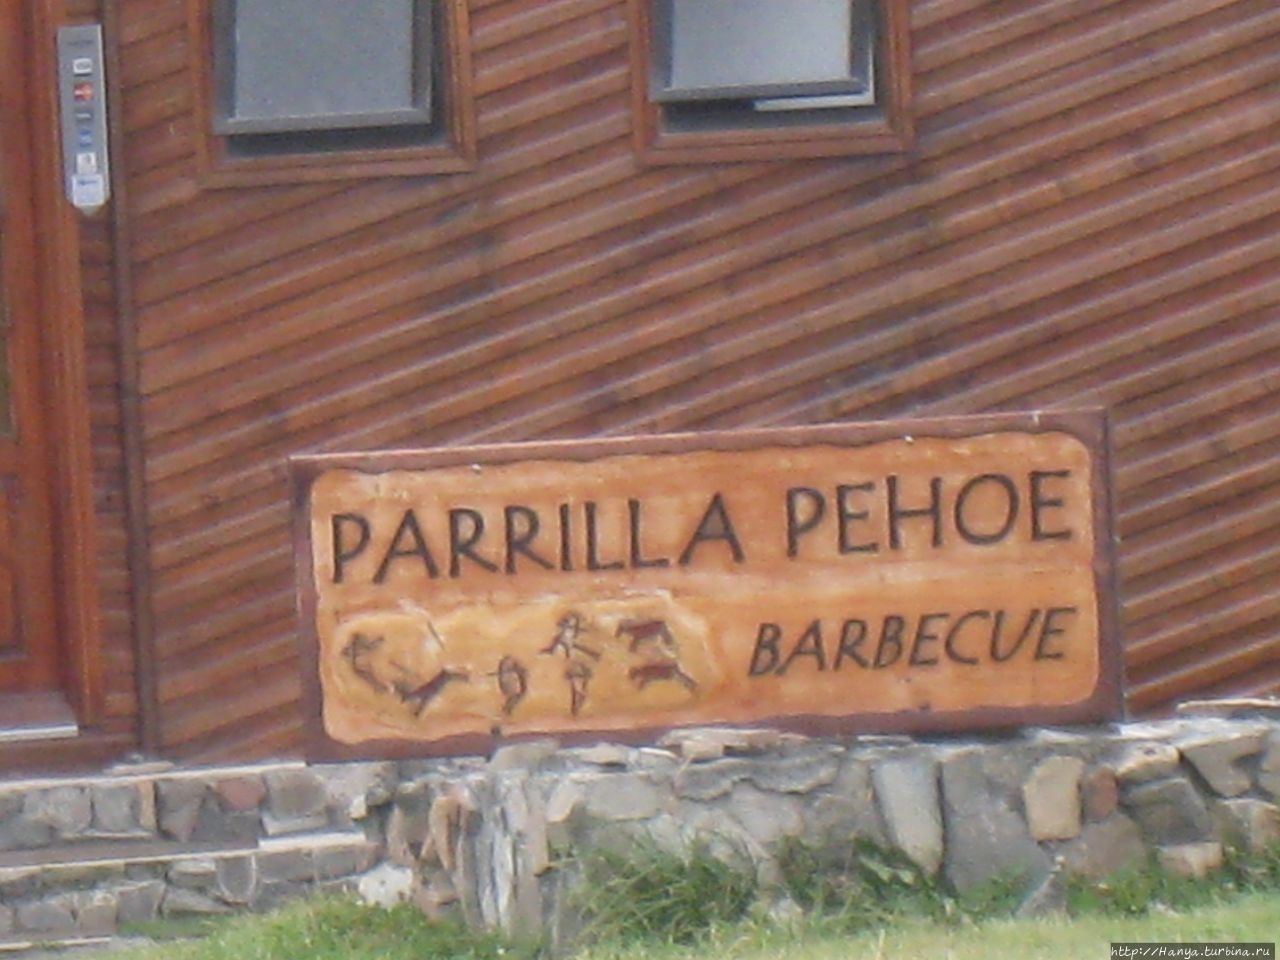 PARRILLA PEHOE
BARBECUE
http://Hanya.turbina.ru